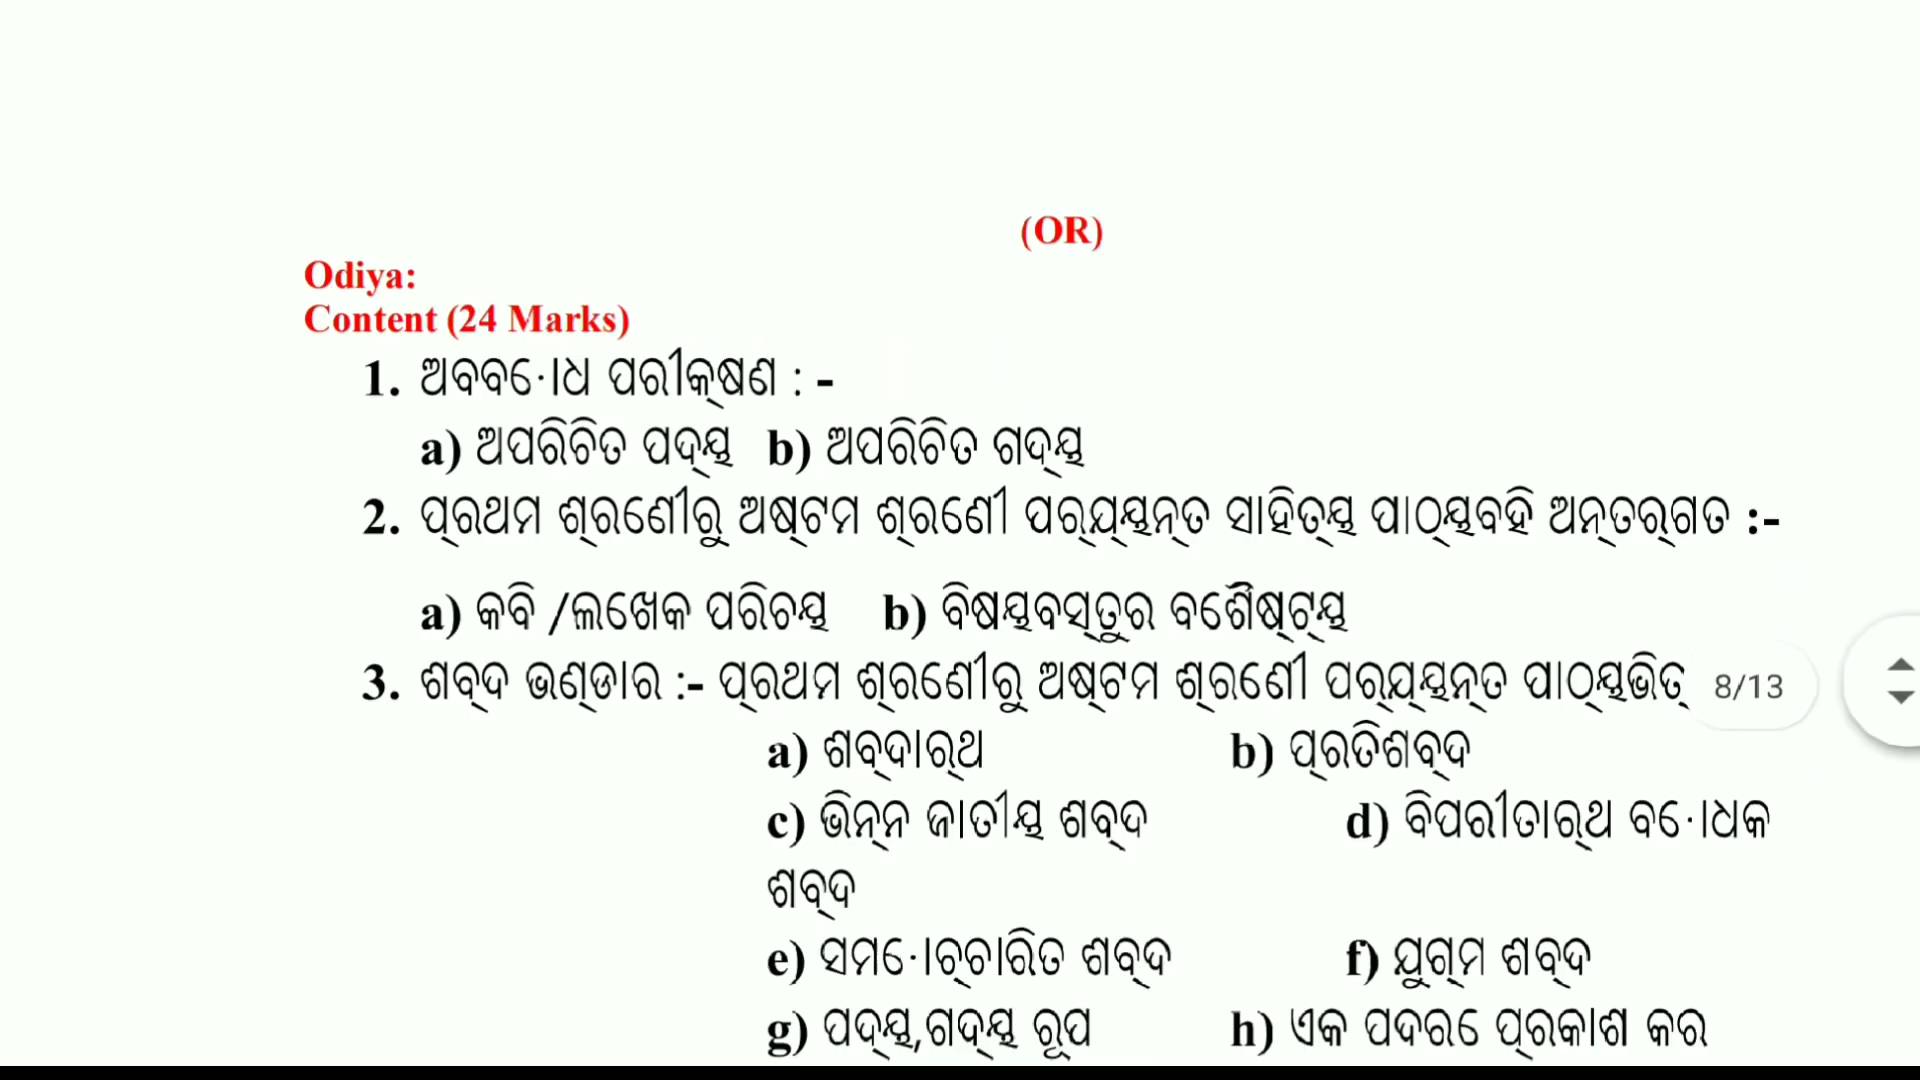 (OR)
Odiya:
Content (24 Marks)
1. ଅବବୋଧ ପରୀକ୍ଷଣ : -
a) ଅପରିଚିତ ପଦ୍ୟ b) ଅପରିଚିତ ଗଦ୍ୟ
2. ପ୍ରଥମ ଶ୍ରେଣୀରୁ ଅଷ୍ଟମ ଶ୍ରେଣୀ ପର୍ଯ୍ୟନ୍ତ ସାହିତ୍ୟ ପାଠ୍ୟବହି ଅନ୍ତର୍ଗତ :-
a) କବି /ଲେଖକ ପରିଚୟ b) ବିଷୟବସ୍ତୁର ବୈଶିଷ୍ଟ୍ୟ
3. ଶବ୍ଦ ଭଣ୍ଡାର :- ପ୍ରଥମ ଶ୍ରେଣୀରୁ ଅଷ୍ଟମ ଶ୍ରେଣୀ ପର୍ଯ୍ୟନ୍ତ 8/13
a) ଶବ୍ଦାର୍ଥ b) ପ୍ରତିଶବ୍ଦ
c) ଭିନ୍ନ ଜାତୀୟ ଶବ୍ଦ d) ବିପରୀତାର୍ଥ ବୋଧକ
ଶବ୍ଦ
e) ସମୋଚ୍ଚାରିତ ଶବ୍ଦ f) ଯୁଗ୍ମ ଶବ୍ଦ
g) ପଦ୍ୟ,ଗଦ୍ୟ ରୂପ h) ଏକ ପଦରେ ପ୍ରକାଶ କର